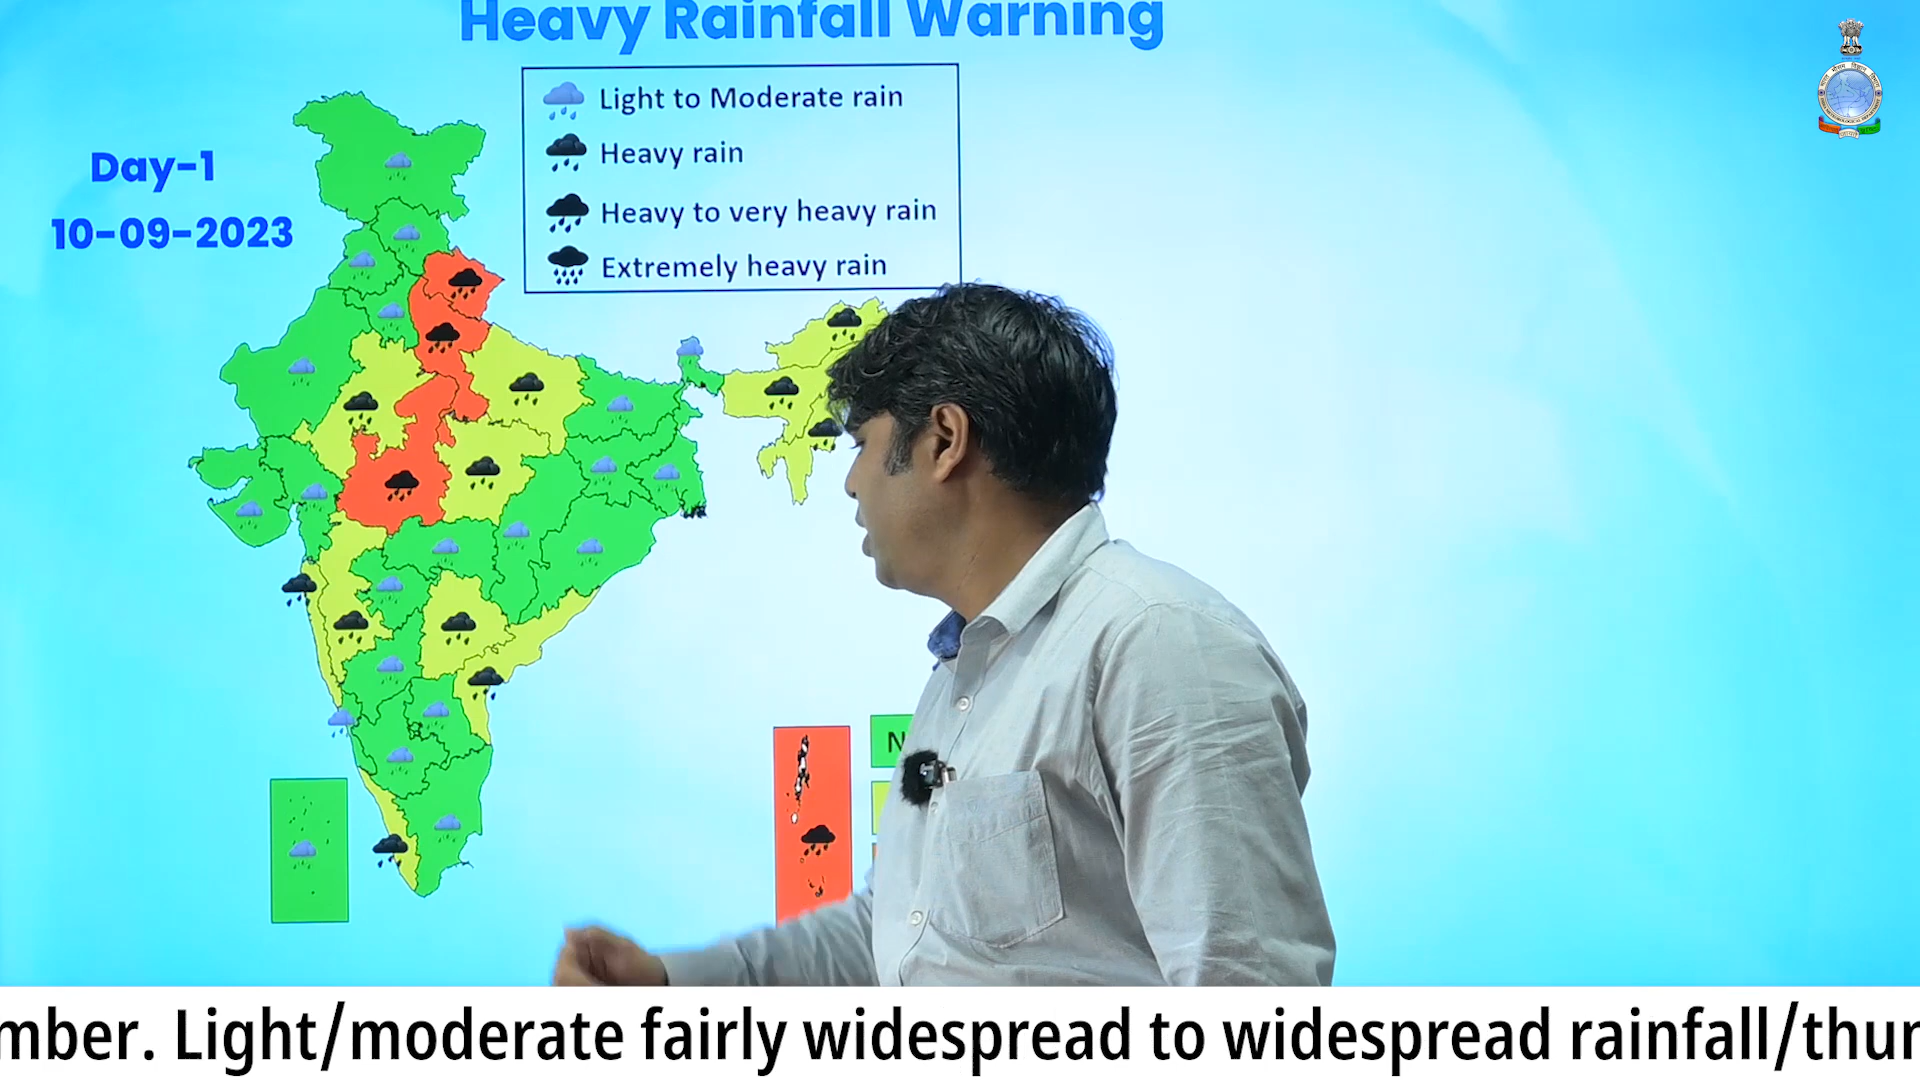 Heavy Rainfall Warning
Light to Moderate rain
Heavy rain
Heavy to very heavy rain
Extremely heavy rain
Day-1
10-09-2023
N
mber. Light/moderate fairly widespread to widespread rainfall/thun